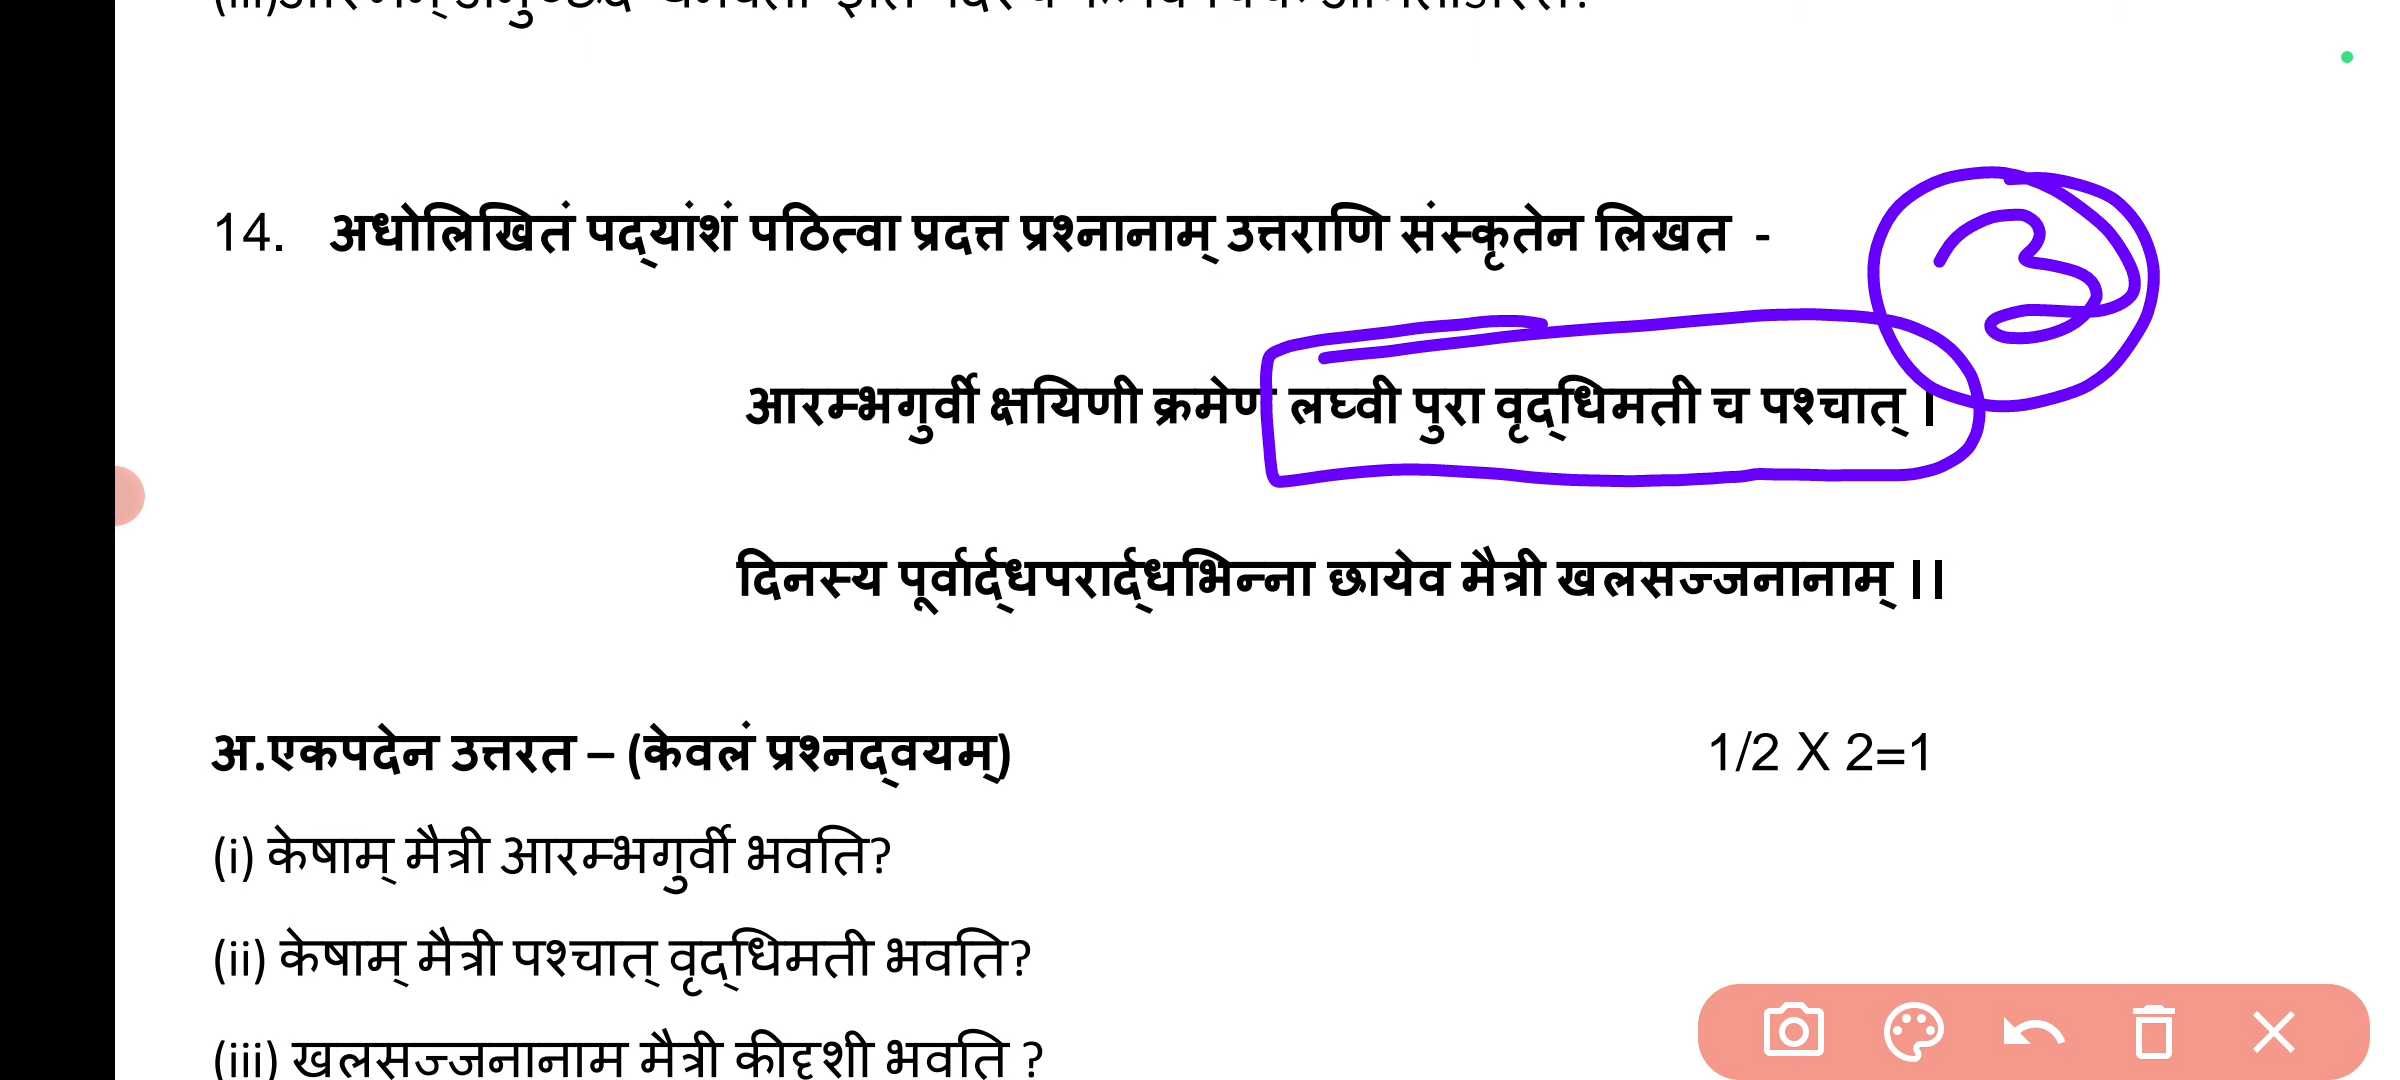 14. अधोलिखितं पद्यांशं पठित्वा प्रदत्त प्रश्नानाम् उत्तराणि संस्कृतेन लिखत -
3
आरम्भगुर्वी क्षयिणी क्रमेण लघ्वी पुरा वृद्धिमती च पश्चात् ।
दिनस्य पूर्वार्द्धपरार्द्धभिन्ना छायेव मैत्री खलसज्जनानाम् ।।
अ.एकपदेन उत्तरत – (केवलं प्रश्नद्वयम्) 1/2 X 2=1
(i) केषाम् मैत्री आरम्भगुर्वी भवति?
(ii) केषाम् मैत्री पश्चात् वृद्धिमती भवति?
(iii) खलसज्जनानाम मैत्री कीदृशी भवति ?